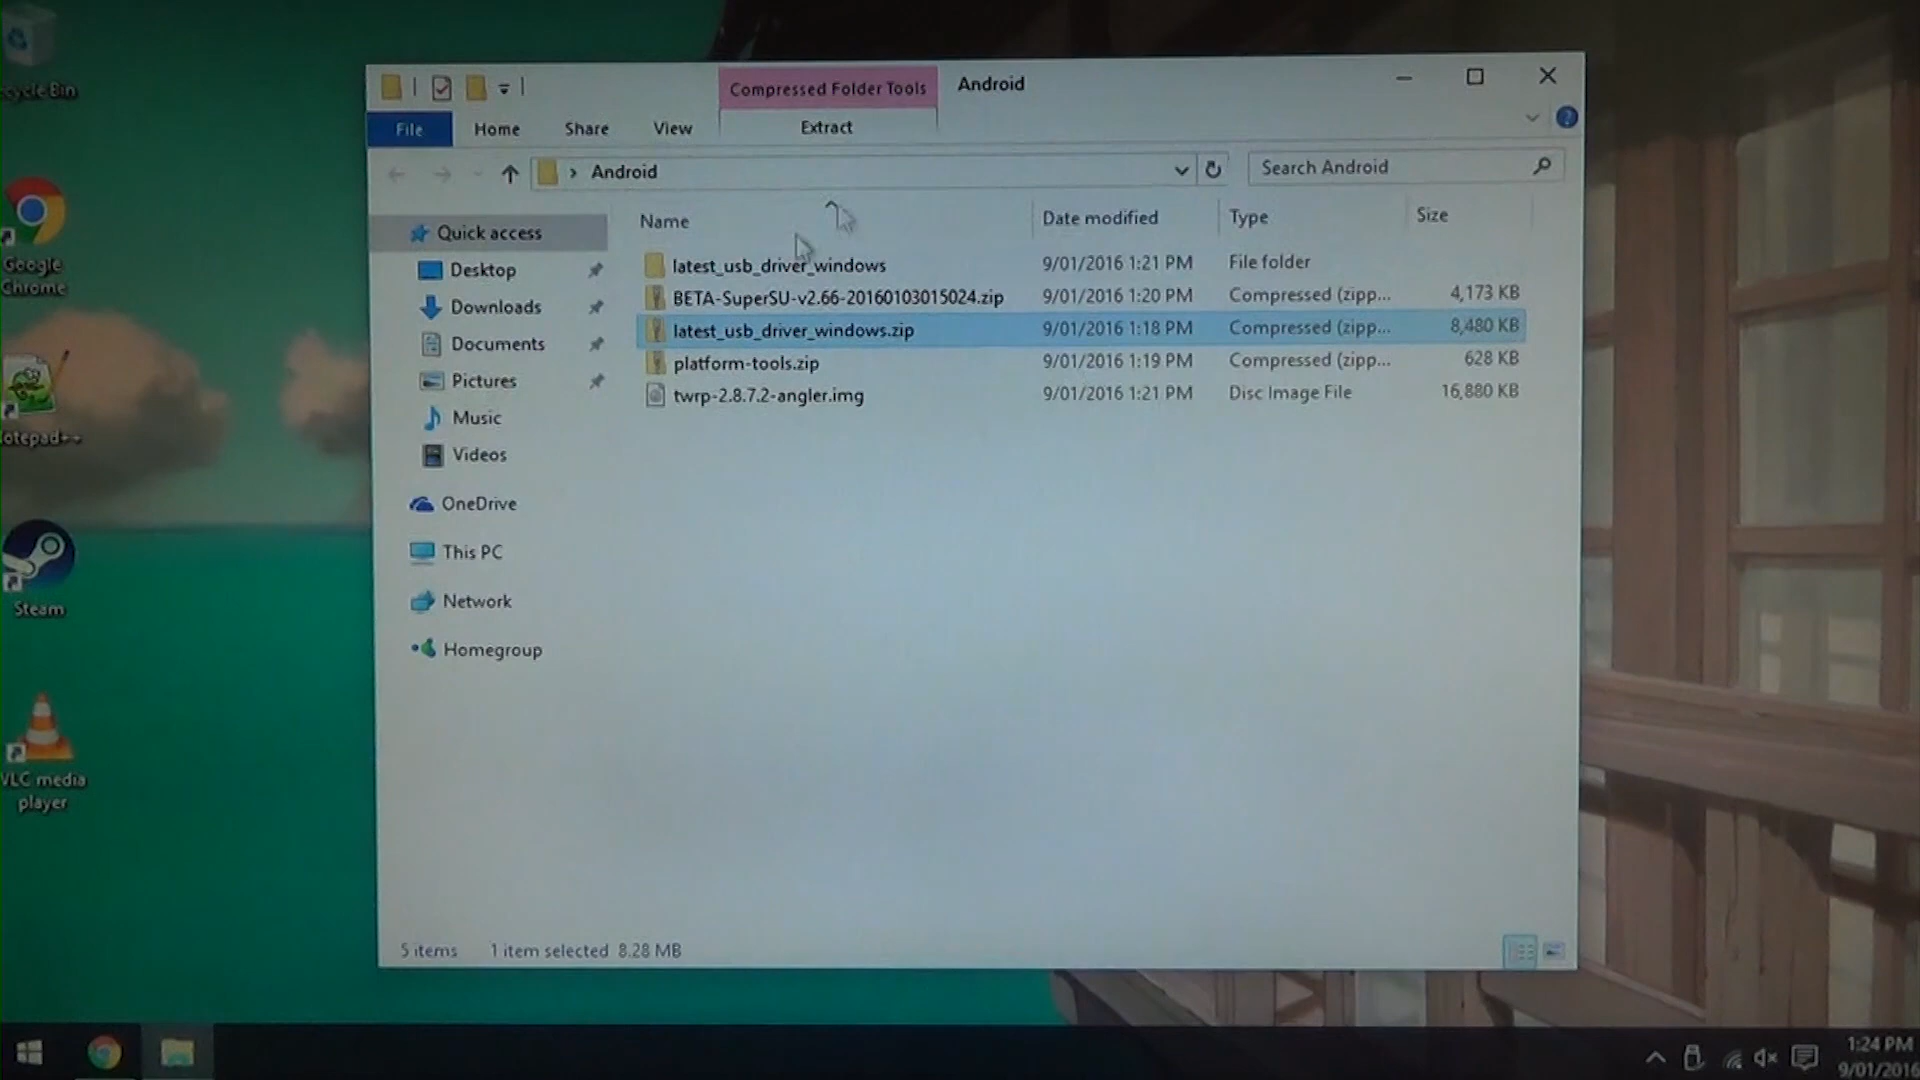 Compressed Folder Tools
Android
File
Home
Share
View
Extract
Android
Search Android
Quick access
Desktop
Downloads
Documents
Pictures
Music
Videos
OneDrive
This PC
Network
Homegroup
Name Date modified Type Size
latest_usb_driver_windows 9/01/2016 1:21 PM File folder
BETA-SuperSU-v2.66-20160103015024.zip 9/01/2016 1:20 PM Compressed (zipp... 4,173 KB
latest_usb_driver_windows.zip 9/01/2016 1:18 PM Compressed (zipp... 8,480 KB
platform-tools.zip 9/01/2016 1:19 PM Compressed (zipp... 628 KB
twrp-2.8.7.2-angler.img 9/01/2016 1:21 PM Disc Image File 16,880 KB
5 items 1 item selected 8.28 MB
ecycle Bin
Google
Chrome
otepad++
Steam
VLC media
player
1:24 PM
9/01/2016